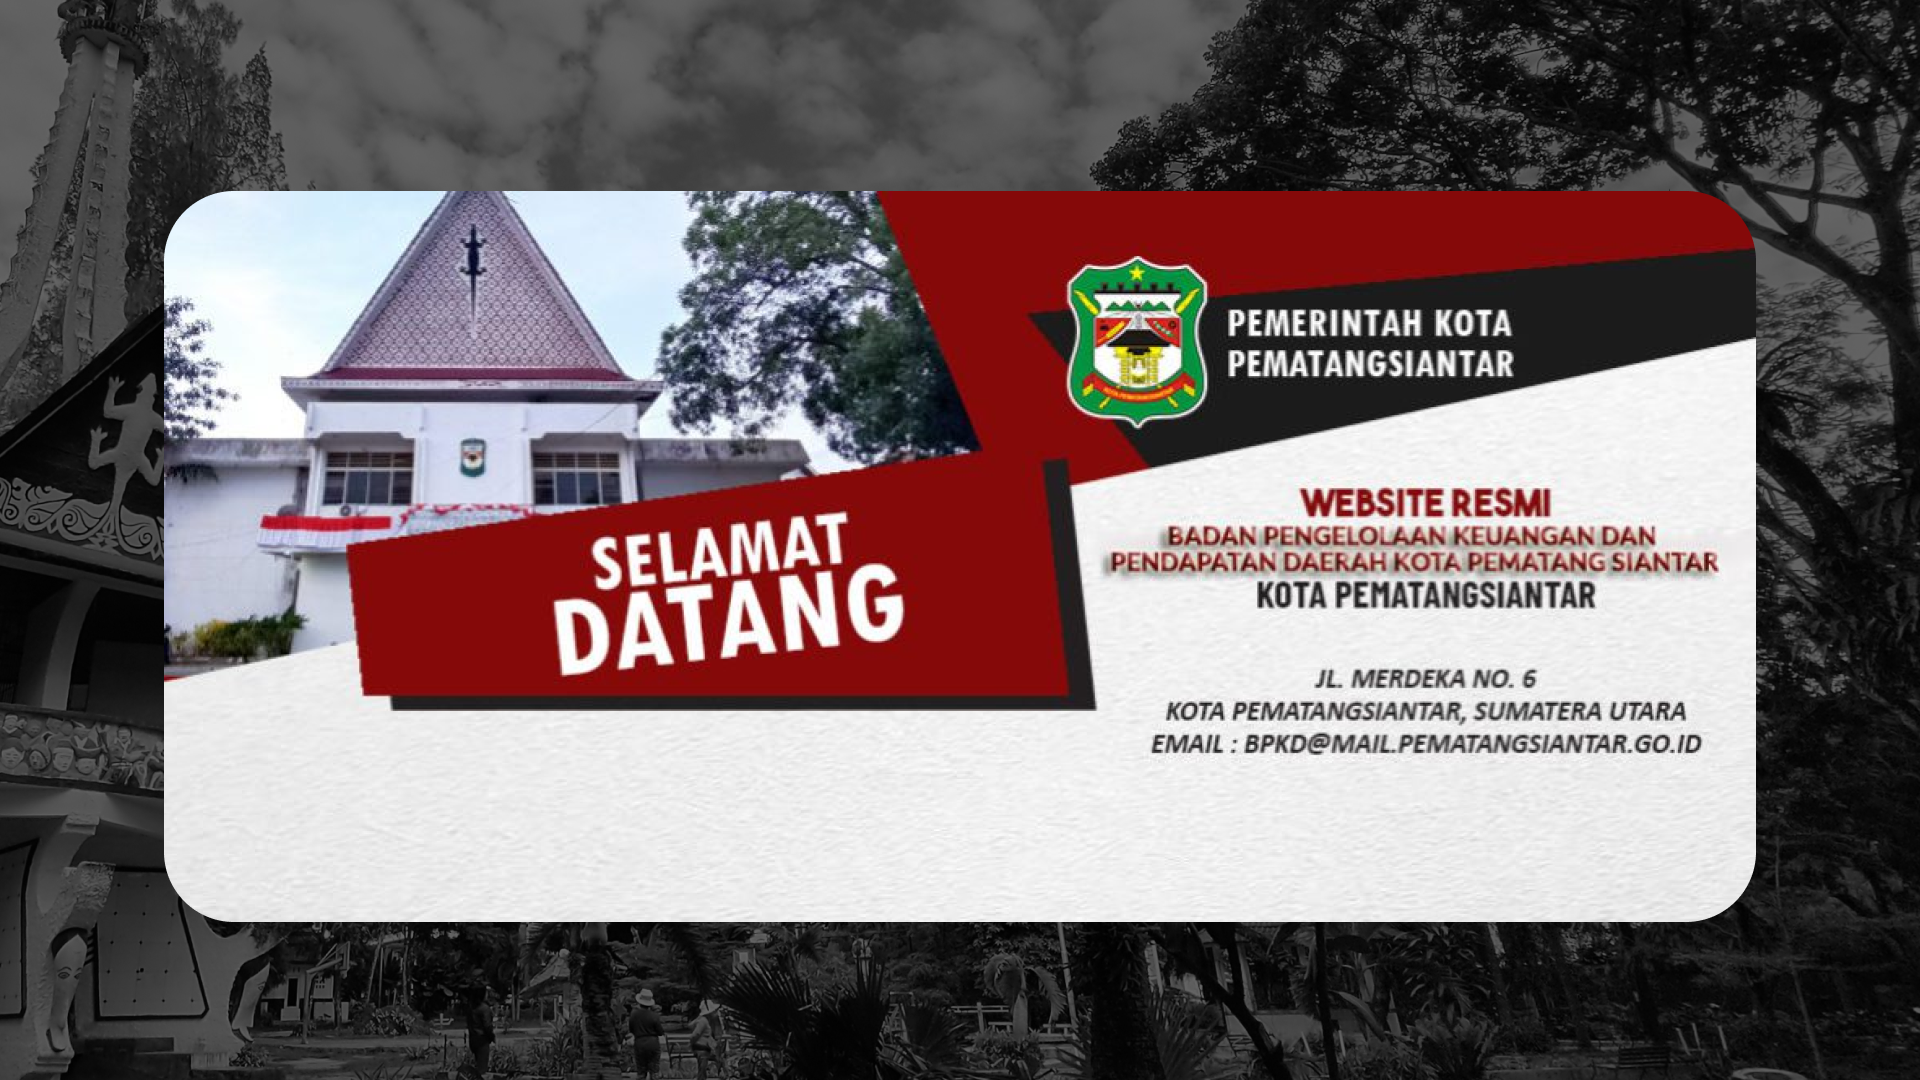 SELAMAT
DATANG
PEMERINTAH KOTA
PEMATANGSIANTAR
WEBSITE RESMI
BADAN PENGELOLAAN KEUANGAN DAN
PENDAPATAN DAERAH KOTA PEMATANG SIANTAR
KOTA PEMATANGSIANTAR
JL. MERDEKA NO. 6
KOTA PEMATANGSIANTAR, SUMATERA UTARA
EMAIL : BPKD@MAIL.PEMATANGSIANTAR.GO.ID